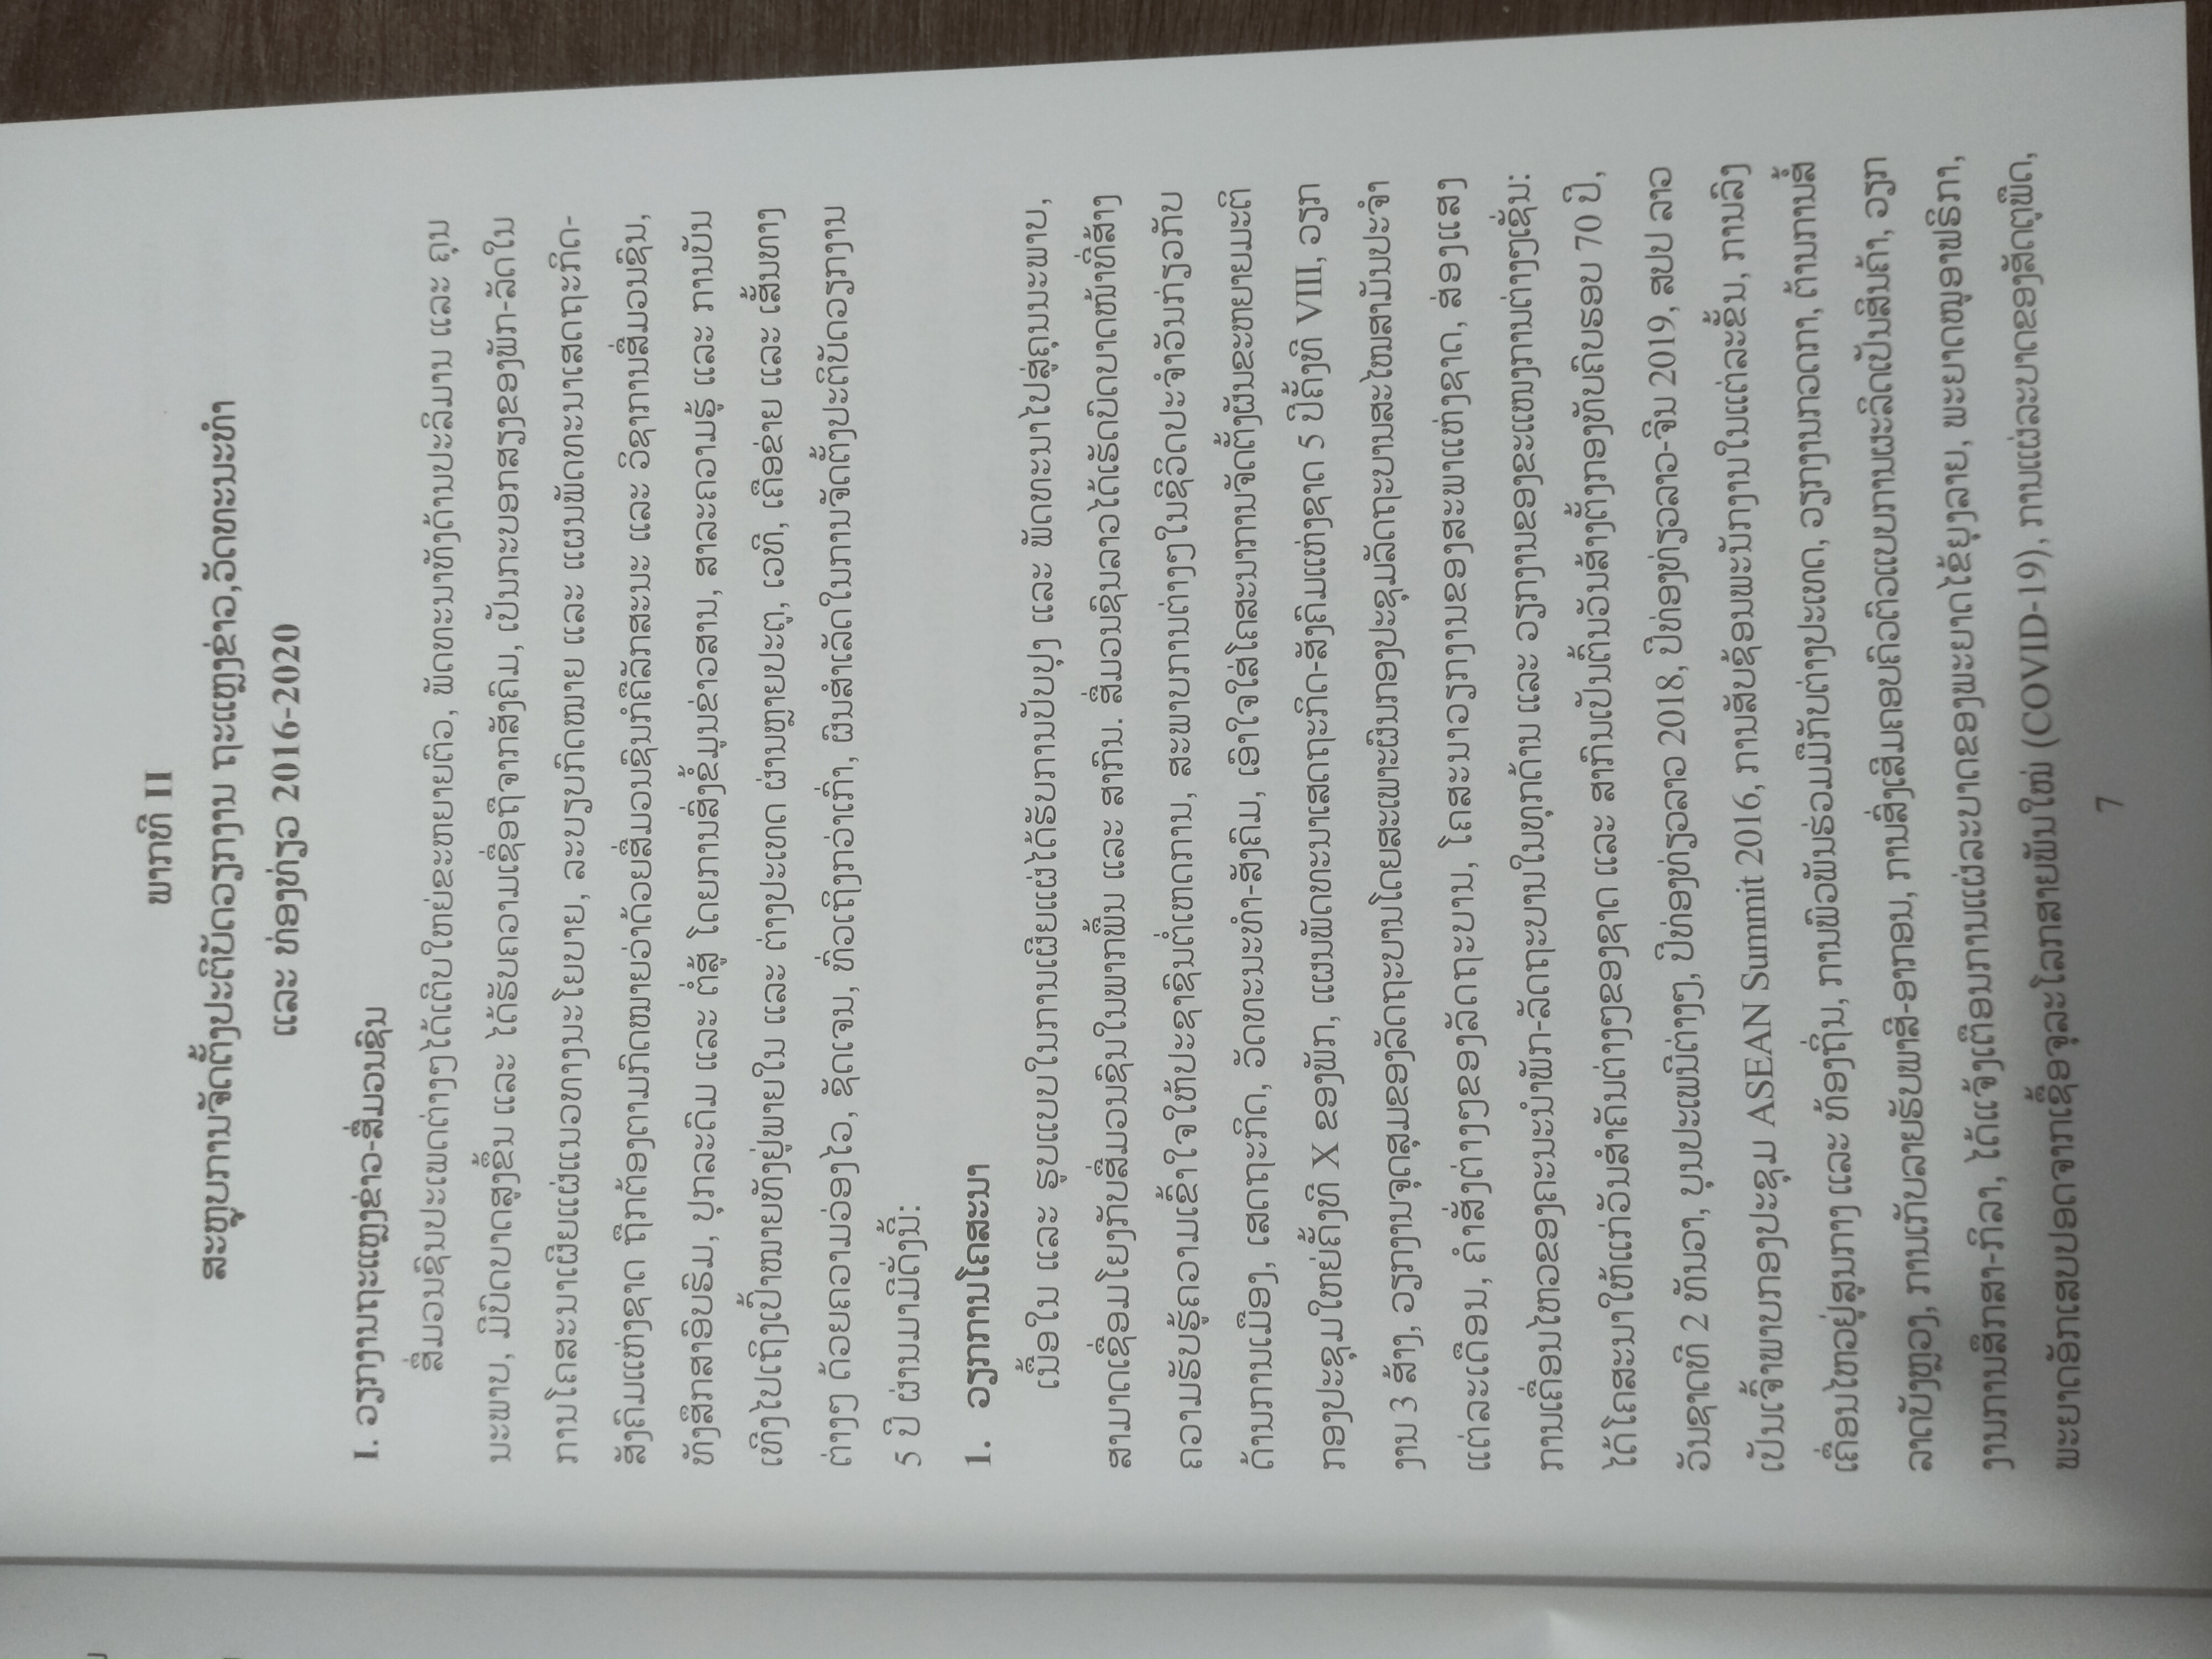 ພາກທີ II
ສະຫຼຸບການຈັດຕັ້ງປະຕິບັດວຽກງານ ຖະແຫຼງຂ່າວ,ວັດທະນະທຳ
ແລະ ທ່ອງທ່ຽວ 2016-2020
I. ວຽກງານຖະແຫຼງຂ່າວ-ສື່ມວນຊົນ
ສື່ມວນຊົນປະເພດຕ່າງໆໄດ້ເຕີບໃຫຍ່ຂະຫຍາຍຕົວ, ພັດທະນາທັງດ້ານປະລິມານ ແລະ ຄຸນ
ນະພາບ, ມີບົດບາດສູງຂຶ້ນ ແລະ ໄດ້ຮັບຄວາມເຊື່ອຖືຈາກສັງຄົມ, ເປັນກະບອກສຽງຂອງພັກ-ລັດໃນ
ການໂຄສະນາເຜີຍແຜ່ແນວທາງນະໂຍບາຍ, ລະບຽບກົດໝາຍ ແລະ ແຜນພັດທະນາເສດຖະກິດ-
ສັງຄົມແຫ່ງຊາດ ຖືກຕ້ອງຕາມກົດໝາຍວ່າດ້ວຍສື່ມວນຊົນກໍຄືລັກສະນະ ແລະ ວິຊາການສື່ມວນຊົນ,
ທັງສຶກສາອົບຮົມ, ປຸກລະດົມ ແລະ ຕໍ່ສູ້ ໂດຍການສົ່ງຂໍ້ມູນຂ່າວສານ, ສາລະຄວາມຮູ້ ແລະ ການບັນ
ເທີງໄປເຖິງເປົ້າໝາຍທັງຢູ່ພາຍໃນ ແລະ ຕ່າງປະເທດ ຜ່ານຫຼາຍປະຕູ, ເວທີ, ເຄືອຂ່າຍ ແລະ ເສັ້ນທາງ
ຕ່າງໆ ດ້ວຍຄວາມວ່ອງໄວ, ຊັດເຈນ, ທົ່ວເຖິງກວ່າເກົ່າ, ຜົນສຳເລັດໃນການຈັດຕັ້ງປະຕິບັດວຽກງານ
5 ປີ ຜ່ານມາມີດັ່ງນີ້:
1. ວຽກການໂຄສະນາ
ເນື້ອໃນ ແລະ ຮູບແບບໃນການເຜີຍແຜ່ໄດ້ຮັບການປັບປຸງ ແລະ ພັດທະນາໄປສູ່ຄຸນນະພາບ,
ສາມາດເຊື່ອມໂຍງກັບສື່ມວນຊົນໃນພາກພື້ນ ແລະ ສາກົນ. ສື່ມວນຊົນລາວໄດ້ເຮັດບົດບາດໜ້າທີ່ສ້າງ
ຄວາມຮັບຮູ້ຄວາມເຂົ້າໃຈໃຫ້ປະຊາຊົນຕໍ່ເຫດການ, ສະພາບການຕ່າງໆໃນຊີວິດປະຈຳວັນກ່ຽວກັບ
ດ້ານການເມືອງ, ເສດຖະກິດ, ວັດທະນະທຳ-ສັງຄົມ, ເອົາໃຈໃສ່ໂຄສະນາການຈັດຕັ້ງຜັນຂະຫຍາຍມະຕິ
ກອງປະຊຸມໃຫຍ່ຄັ້ງທີ X ຂອງພັກ, ແຜນພັດທະນາເສດຖະກິດ-ສັງຄົມແຫ່ງຊາດ 5 ປີຄັ້ງທີ VIII, ວຽກ
ງານ 3 ສ້າງ, ວຽກງານຈຸດສຸມຂອງລັດຖະບານໂດຍສະເພາະຜົນກອງປະຊຸມລັດຖະບານສະໄໝສາມັນປະຈຳ
ແຕ່ລະເດືອນ, ຄຳສັ່ງຕ່າງໆຂອງລັດຖະບານ, ໂຄສະນາວຽກງານຂອງສະພາແຫ່ງຊາດ, ສ່ອງແສງ
ການເຄື່ອນໄຫວຂອງຄະນະນຳພັກ-ລັດຖະບານໃນທຸກດ້ານ ແລະ ວຽກງານຂອງຂະແໜງການຕ່າງໆເຊັ່ນ:
ໄດ້ໂຄສະນາໃຫ້ແກ່ວັນສຳຄັນຕ່າງໆຂອງຊາດ ແລະ ສາກົນເປັນຕົ້ນວັນສ້າງຕັ້ງກອງທັບຄົບຮອບ 70 ປີ,
ວັນຊາດທີ 2 ທັນວາ, ບຸນປະເພນີຕ່າງໆ, ປີທ່ອງທ່ຽວລາວ 2018, ປີທ່ອງທ່ຽວລາວ-ຈີນ 2019, ສປປ ລາວ
ເປັນເຈົ້າພາບກອງປະຊຸມ ASEAN Summit 2016, ການສັບຊ້ອນພະນັກງານໃນແຕ່ລະຂັ້ນ, ການລົງ
ເຄື່ອນໄຫວຢູ່ສູນກາງ ແລະ ທ້ອງຖິ່ນ, ການພົວພັນຮ່ວມມືກັບຕ່າງປະເທດ, ວຽກງານກວດກາ, ຕ້ານການສໍ້
ລາດບັງຫຼວງ, ການເກັບລາຍຮັບພາສີ-ອາກອນ, ການສົ່ງເສີມຄອບຄົວຕົວແບບການຜະລິດເປັນສິນຄ້າ, ວຽກ
ງານການສຶກສາ-ກິລາ, ໄດ້ແຈ້ງເຕືອນການແຜ່ລະບາດຂອງພະຍາດໄຂ້ຍຸງລາຍ, ພະຍາດໝູອາຟຣິກາ,
ພະຍາດອັກເສບປອດຈາກເຊື້ອຈຸລະໂລກສາຍພັນໃໝ່ (COVID-19), ການແຜ່ລະບາດຂອງສັດຕູພືດ,
7